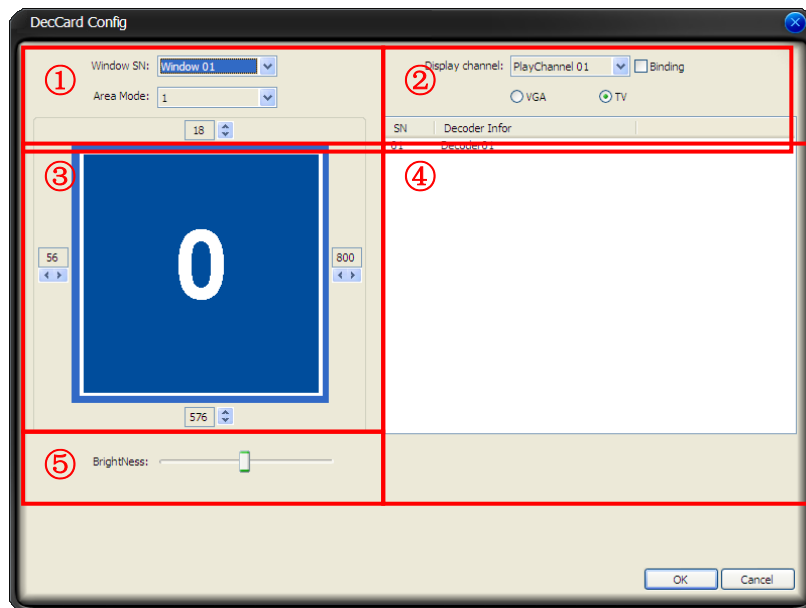 DecCard Config
① Window SN: Window 01
Area Mode: 1
② Display channel: PlayChannel 01 Binding
VGA TV
18
SN Decoder Infor
01 Decoder01
③
④
0
56
800
576
⑤ BrightNess:
OK Cancel